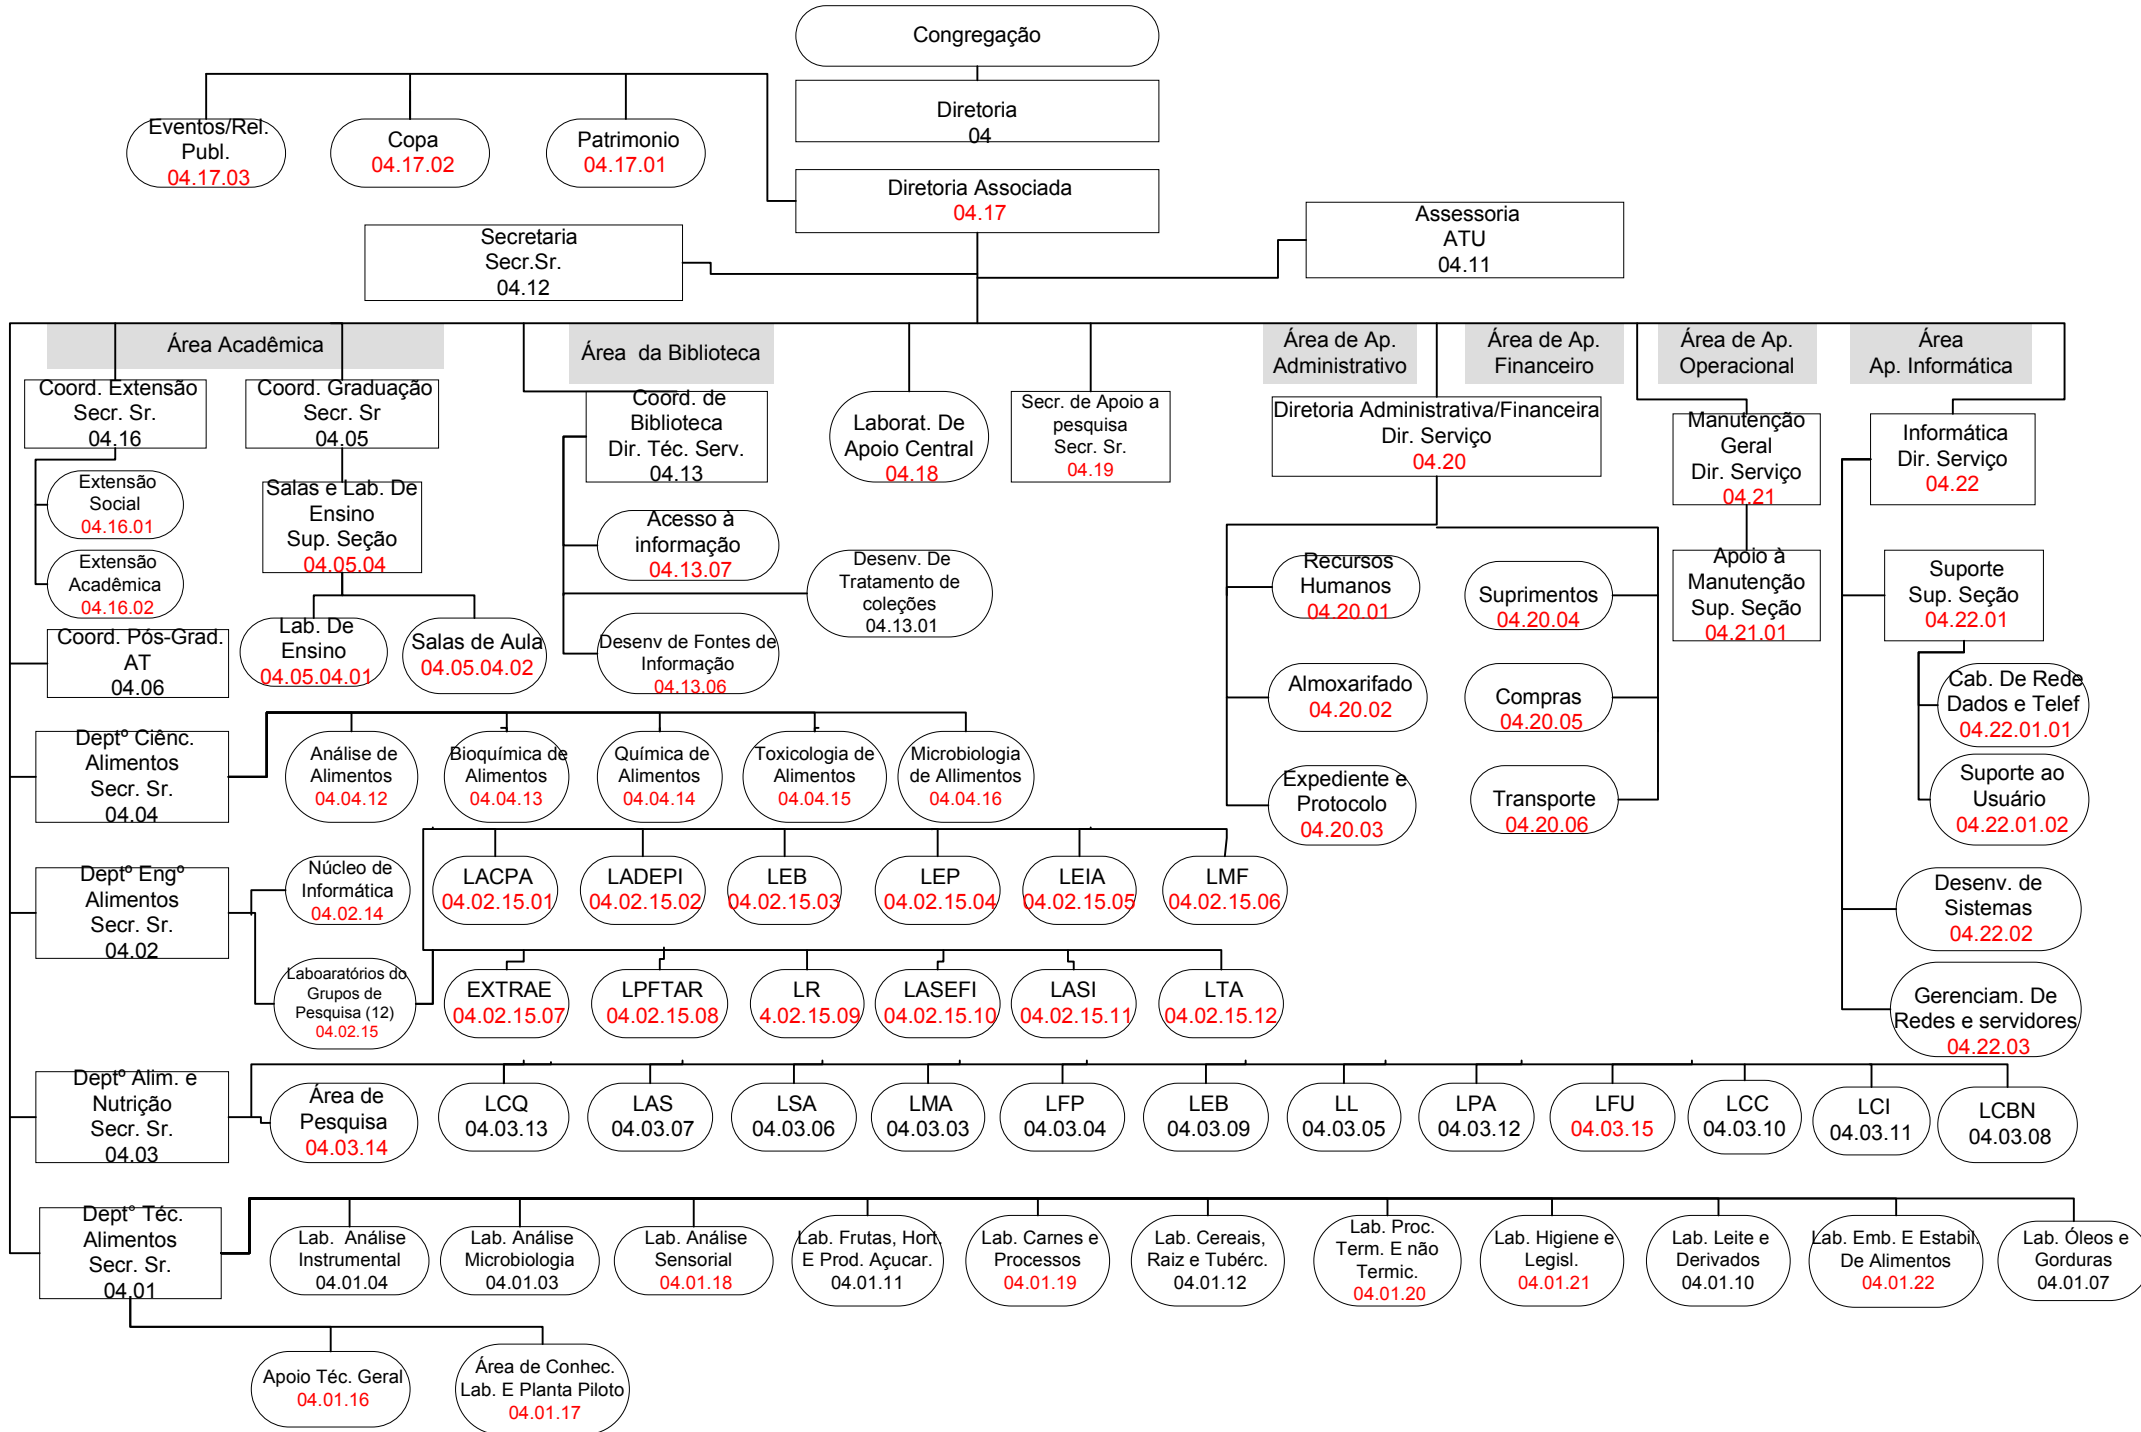 Congregação
Diretoria
04
Eventos/Rel.
Publ.
04.17.03
Copa
04.17.02
Patrimonio
04.17.01
Diretoria Associada
04.17
Secretaria
Secr.Sr.
04.12
Assessoria
ATU
04.11
Área Acadêmica
Área  da Biblioteca
Área de Ap.
Administrativo
Área de Ap.
Financeiro
Área de Ap.
Operacional
Área
Ap. Informática
Coord. Extensão
Secr. Sr.
04.16
Coord. Graduação
Secr. Sr
04.05
Coord. de
Biblioteca
Dir. Téc. Serv.
04.13
Laborat. De
Apoio Central
04.18
Secr. de Apoio a
pesquisa
Secr. Sr.
04.19
Diretoria Administrativa/Financeira
Dir. Serviço
04.20
Manutenção
Geral
Dir. Serviço
04.21
Informática
Dir. Serviço
04.22
Extensão
Social
04.16.01
Extensão
Acadêmica
04.16.02
Salas e Lab. De
Ensino
Sup. Seção
04.05.04
Acesso à
informação
04.13.07
Desenv. De
Tratamento de
coleções
04.13.01
Desenv de Fontes de
Informação
04.13.06
Recursos
Humanos
04.20.01
Suprimentos
04.20.04
Apoio à
Manutenção
Sup. Seção
04.21.01
Suporte
Sup. Seção
04.22.01
Coord. Pós-Grad.
AT
04.06
Lab. De
Ensino
04.05.04.01
Salas de Aula
04.05.04.02
Almoxarifado
04.20.02
Compras
04.20.05
Cab. De Rede
Dados e Telef
04.22.01.01
Deptº Ciênc.
Alimentos
Secr. Sr.
04.04
Análise de
Alimentos
04.04.12
Bioquímica de
Alimentos
04.04.13
Química de
Alimentos
04.04.14
Toxicologia de
Alimentos
04.04.15
Microbiologia
de Allimentos
04.04.16
Expediente e
Protocolo
04.20.03
Transporte
04.20.06
Suporte ao
Usuário
04.22.01.02
Deptº Engº
Alimentos
Secr. Sr.
04.02
Núcleo de
Informática
04.02.14
LACPA
04.02.15.01
LADEPI
04.02.15.02
LEB
04.02.15.03
LEP
04.02.15.04
LEIA
04.02.15.05
LMF
04.02.15.06
Desenv. de
Sistemas
04.22.02
Laboaratórios do
Grupos de
Pesquisa (12)
04.02.15
EXTRAE
04.02.15.07
LPFTAR
04.02.15.08
LR
4.02.15.09
LASEFI
04.02.15.10
LASI
04.02.15.11
LTA
04.02.15.12
Gerenciam. De
Redes e servidores
04.22.03
Deptº Alim. e
Nutrição
Secr. Sr.
04.03
Área de
Pesquisa
04.03.14
LCQ
04.03.13
LAS
04.03.07
LSA
04.03.06
LMA
04.03.03
LFP
04.03.04
LEB
04.03.09
LL
04.03.05
LPA
04.03.12
LFU
04.03.15
LCC
04.03.10
LCI
04.03.11
LCBN
04.03.08
Dept° Téc.
Alimentos
Secr. Sr.
04.01
Lab.  Análise
Instrumental
04.01.04
Lab. Análise
Microbiologia
04.01.03
Lab. Análise
Sensorial
04.01.18
Lab. Frutas, Hort.
E Prod. Açucar.
04.01.11
Lab. Carnes e
Processos
04.01.19
Lab. Cereais,
Raiz e Tubérc.
04.01.12
Lab. Proc.
Term. E não
Termic.
04.01.20
Lab. Higiene e
Legisl.
04.01.21
Lab. Leite e
Derivados
04.01.10
Lab. Emb. E Estabil.
De Alimentos
04.01.22
Lab. Óleos e
Gorduras
04.01.07
Apoio Téc. Geral
04.01.16
Área de Conhec.
Lab. E Planta Piloto
04.01.17